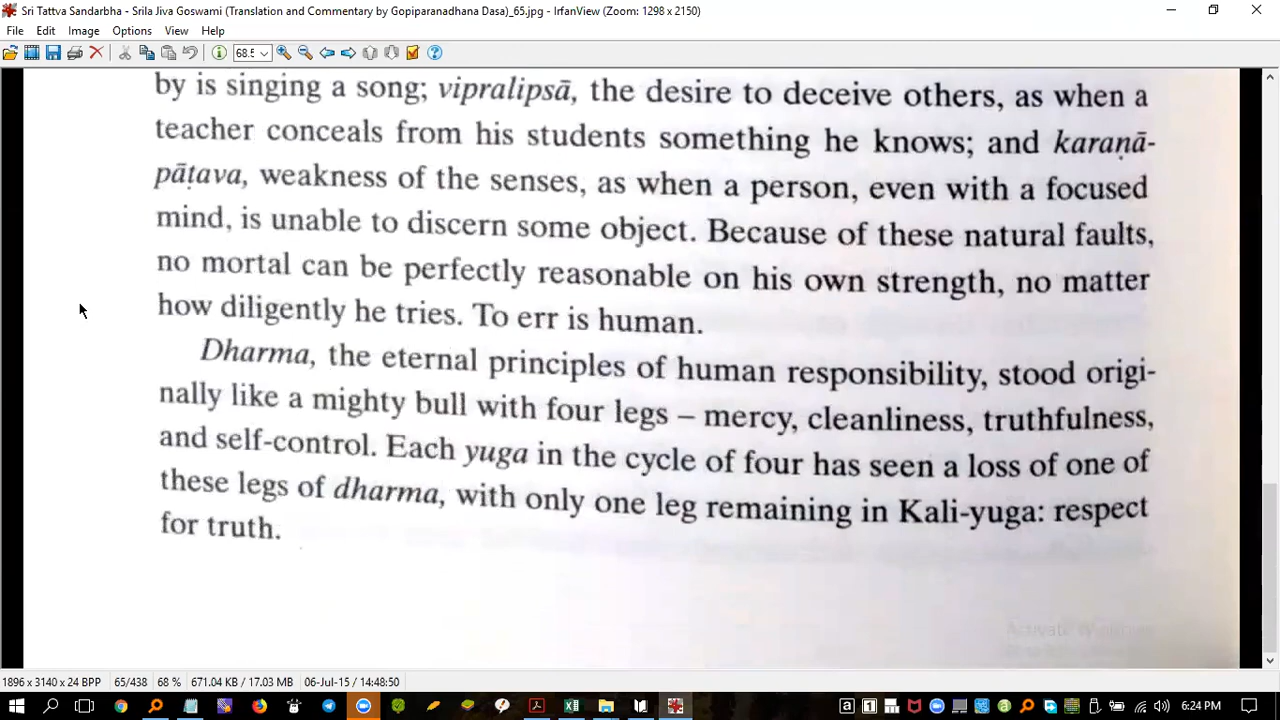 Sri Tattva Sandarbha - Srila Jiva Goswami (Translation and Commentary by Gopiparanadhana Dasa)_65.jpg - IrfanView (Zoom: 1298 x 2150)
File Edit Image Options View Help
68.5
by is singing a song; vipralipsā, the desire to deceive others, as when a
teacher conceals from his students something he knows; and karaṇā-
pāṭava, weakness of the senses, as when a person, even with a focused
mind, is unable to discern some object. Because of these natural faults,
no mortal can be perfectly reasonable on his own strength, no matter
how diligently he tries. To err is human.
Dharma, the eternal principles of human responsibility, stood origi-
nally like a mighty bull with four legs – mercy, cleanliness, truthfulness,
and self-control. Each yuga in the cycle of four has seen a loss of one of
these legs of dharma, with only one leg remaining in Kali-yuga: respect
for truth.
1896 x 3140 x 24 BPP 65/438 68 % 671.04 KB / 17.03 MB 06-Jul-15 / 14:48:50
6:24 PM